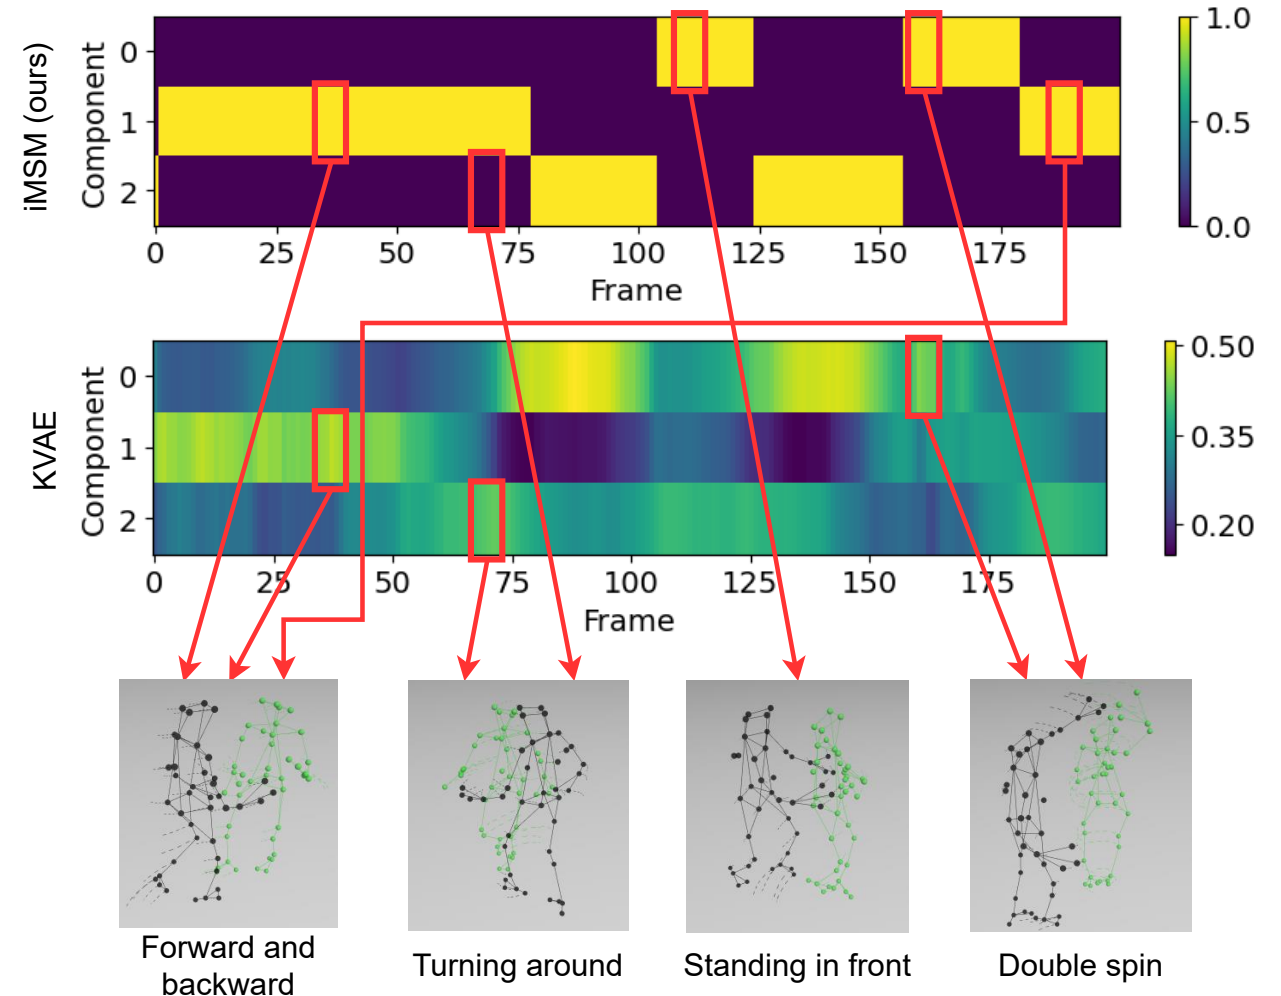 iMSM (ours)
Component
0
1
2
0 25 50 75 100 125 150 175
Frame
1.0
0.5
0.0
KVAE
Component
0
1
2
0 25 50 75 100 125 150 175
Frame
0.50
0.35
0.20
Forward and
backward
Turning around
Standing in front
Double spin